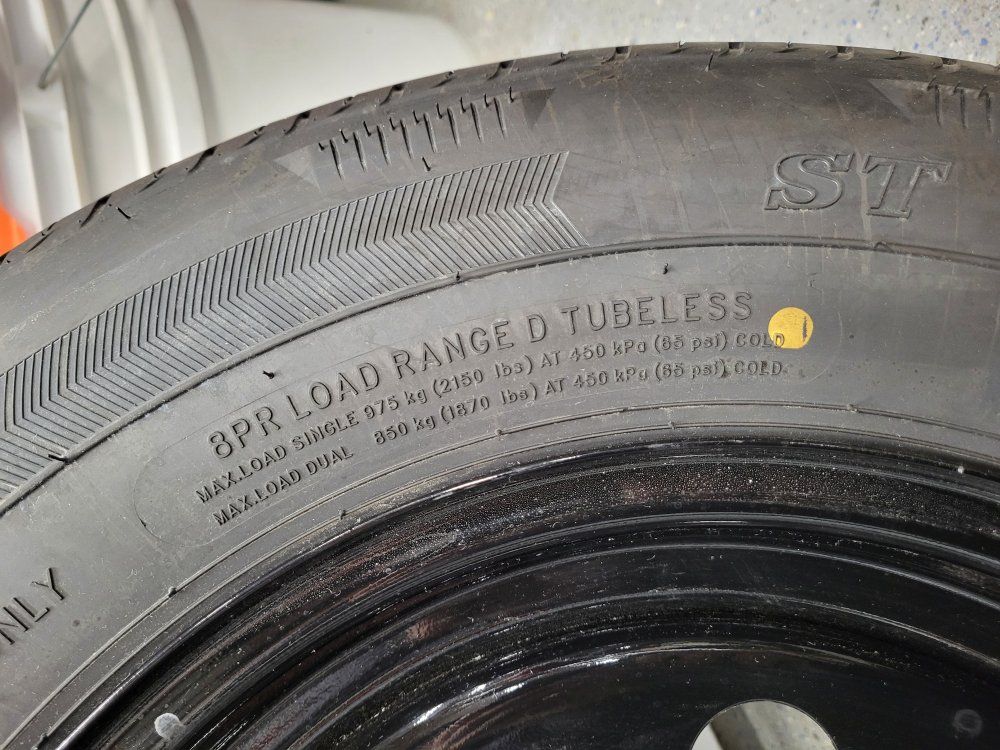 ST
8PR LOAD RANGE D TUBELESS
MAX.LOAD SINGLE 975 kg (2150 lbs) AT 450 kPa (65 psi) COLD
MAX.LOAD DUAL 850 kg (1870 lbs) AT 450 kPa (65 psi) COLD
NLY